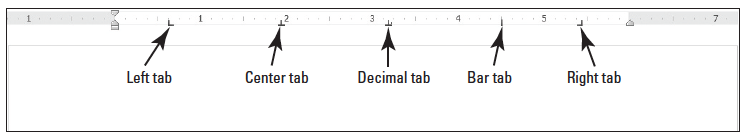 1 1 2 3 4 5 7
Left tab Center tab Decimal tab Bar tab Right tab